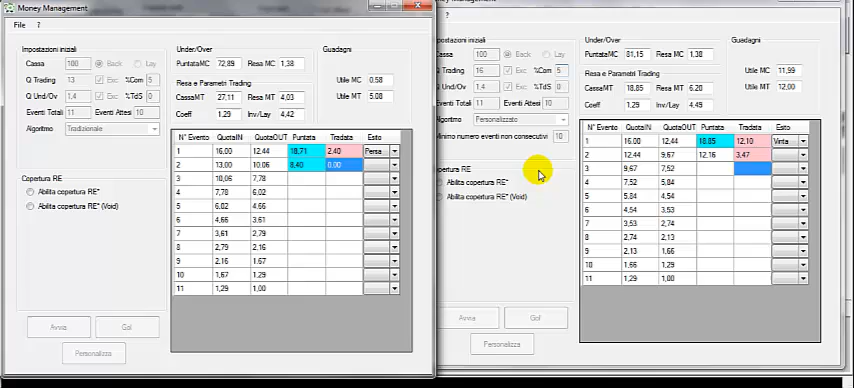 Money Management
File ?
Impostazioni iniziali
Cassa 100 Back Lay
Q Trading 13 Exc %Com 5
Q Und/Ov 1,4 Exc %TdS 0
Eventi Totali 11 Eventi Attesi 10
Algoritmo Tradizionale
Under/Over
PuntataMC 72,89 Resa MC 1,38
Resa e Parametri Trading
CassaMT 27,11 Resa MT 4,03
Coeff 1,29 Inv/Lay 4,42
Guadagni
Utile MC 0.58
Utile MT 5.08
Copertura RE
Abilita copertura RE*
Abilita copertura RE* (Void)
Avvia Go!
Personalizza
N° Evento QuotaIN QuotaOUT Puntata Tradata Esito
1 16.00 12.44 18,71 2.40 Persa
2 13.00 10.06 8,40 0,00
3 10,06 7,78
4 7,78 6.02
5 6,02 4,66
6 4,66 3,61
7 3,61 2,79
8 2,79 2.16
9 2.16 1.67
10 1,67 1,29
11 1,29 1,00
Money Management
?
mpostazioni iniziali
Cassa 100 Back Lay
Q Trading 16 Exc %Com 5
Q Und/Ov 1,4 Exc %TdS 0
Eventi Totali 11 Eventi Attesi 10
Algoritmo Personalizzato
Minimo numero eventi non consecutivi 10
Under/Over
PuntataMC 81,15 Resa MC 1.38
Resa e Parametri Trading
CassaMT 18,85 Resa MT 6.20
Coeff 1,29 Inv/Lay 4,49
Guadagni
Utile MC 11,99
Utile MT 12,00
opertura RE
Abilita copertura RE*
Abilita copertura RE* (Void)
Avvia Go!
Personalizza
N° Evento QuotaIN QuotaOUT Puntata Tradata Esito
1 16.00 12.44 18,85 12,10 Vinta
2 12,44 9,67 12,16 3,47
3 9,67 7,52
4 7,52 5,84
5 5,84 4,54
6 4,54 3,53
7 3,53 2,74
8 2,74 2,13
9 2,13 1,66
10 1,66 1,29
11 1,29 1,00